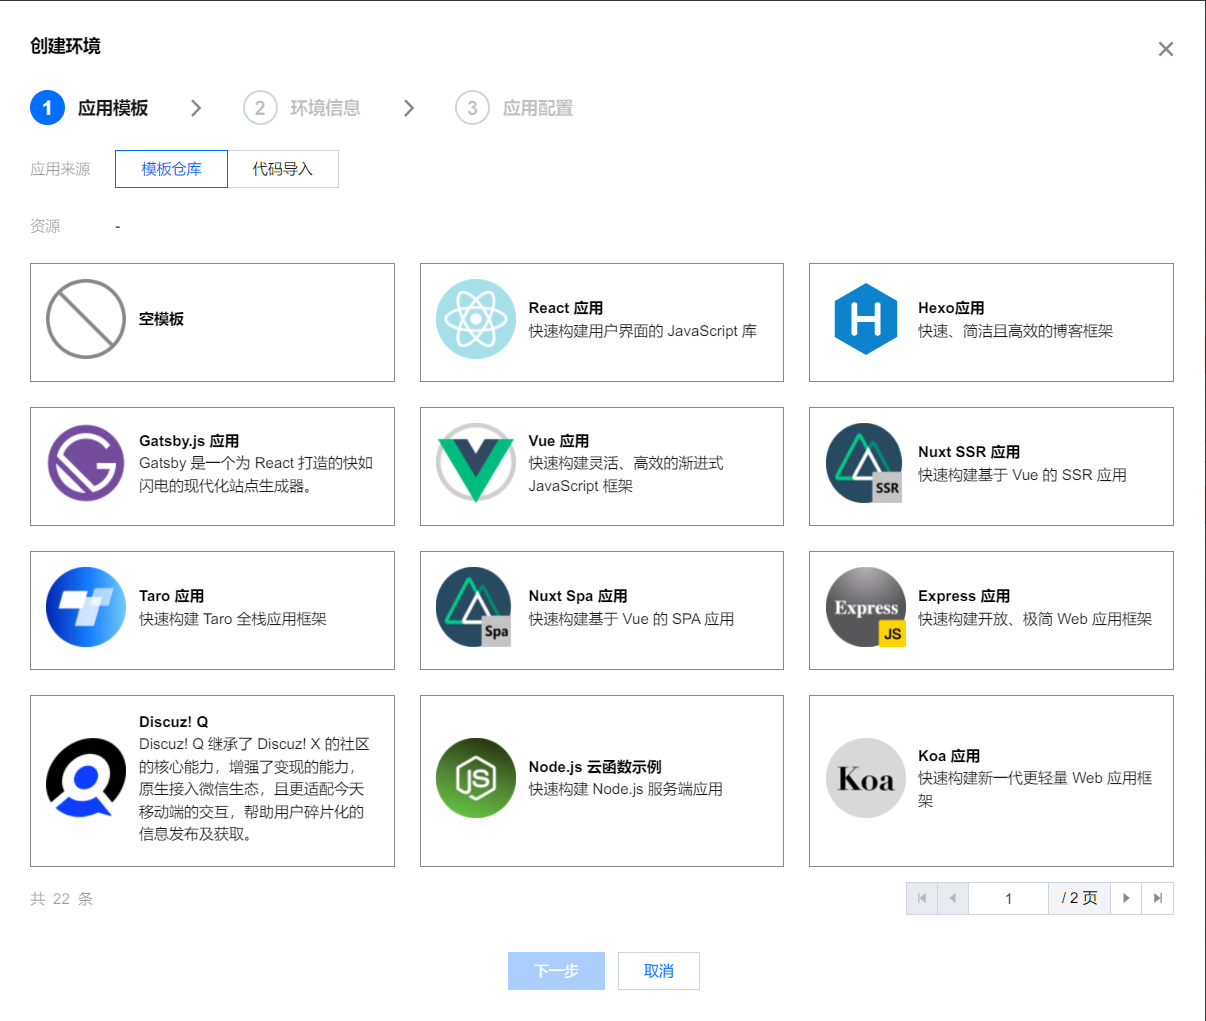 创建环境
1 应用模板 2 环境信息 3 应用配置
应用来源 模板仓库 代码导入
资源 -
空模板
React 应用
快速构建用户界面的 JavaScript 库
Hexo应用
快速、简洁且高效的博客框架
Gatsby.js 应用
Gatsby 是一个为 React 打造的快如
闪电的现代化站点生成器。
Vue 应用
快速构建灵活、高效的渐进式
JavaScript 框架
SSR
Nuxt SSR 应用
快速构建基于 Vue 的 SSR 应用
Taro 应用
快速构建 Taro 全栈应用框架
Spa
Nuxt Spa 应用
快速构建基于 Vue 的 SPA 应用
Express
JS
Express 应用
快速构建开放、极简 Web 应用框架
Discuz! Q
Discuz! Q 继承了 Discuz! X 的社区
的核心能力，增强了变现的能力，
原生接入微信生态，且更适配今天
移动端的交互，帮助用户碎片化的
信息发布及获取。
JS
Node.js 云函数示例
快速构建 Node.js 服务端应用
Koa
Koa 应用
快速构建新一代更轻量 Web 应用框
架
共 22 条
1 / 2 页
下一步 取消